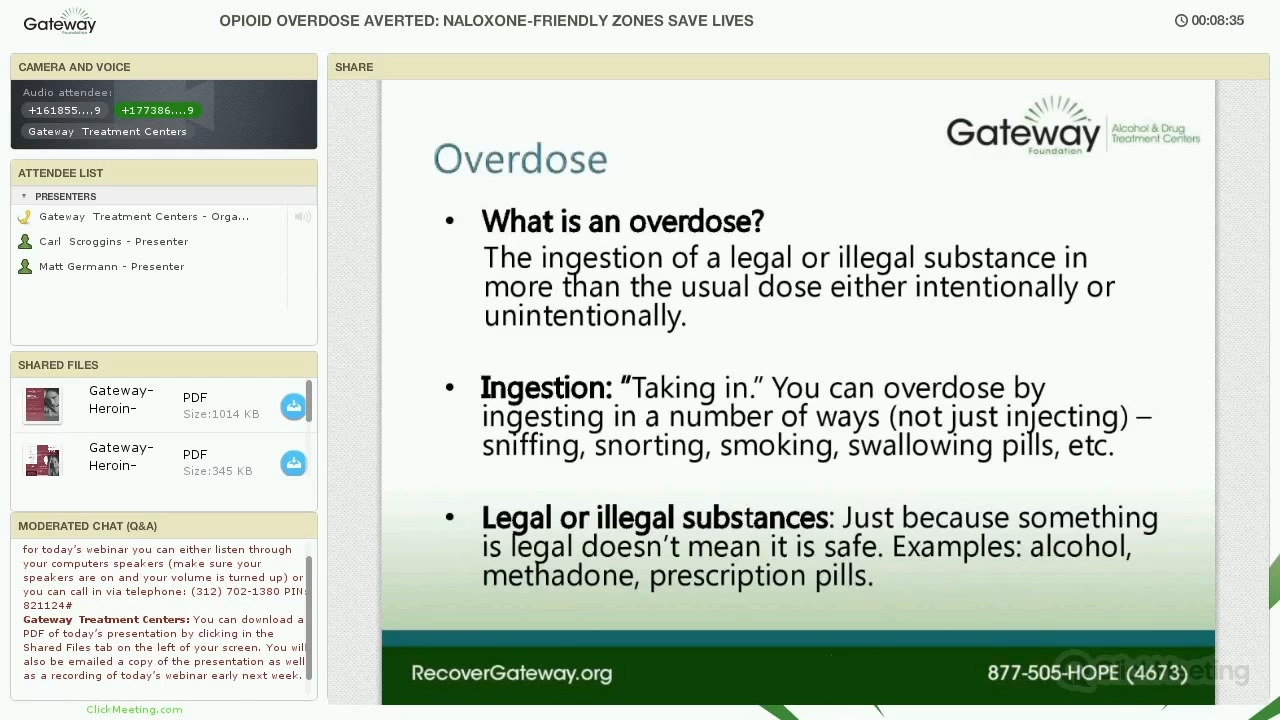 Gateway
Foundation
OPIOID OVERDOSE AVERTED: NALOXONE-FRIENDLY ZONES SAVE LIVES
00:08:35
CAMERA AND VOICE
Audio attendee:
+161855....9 +177386....9
Gateway Treatment Centers
ATTENDEE LIST
PRESENTERS
Gateway Treatment Centers - Orga...
Carl Scroggins - Presenter
Matt Germann - Presenter
SHARED FILES
Gateway-
Heroin-
PDF
Size:1014 KB
Gateway-
Heroin-
PDF
Size:345 KB
MODERATED CHAT (Q&A)
for today's webinar you can either listen through
your computers speakers (make sure your
speakers are on and your volume is turned up) or
you can call in via telephone: (312) 702-1380 PIN:
821124#
Gateway Treatment Centers: You can download a
PDF of today's presentation by clicking in the
Shared Files tab on the left of your screen. You will
also be emailed a copy of the presentation as well
as a recording of today's webinar early next week.
ClickMeeting.com
SHARE
Gateway
Foundation
Alcohol & Drug
Treatment Centers
Overdose
• What is an overdose?
The ingestion of a legal or illegal substance in
more than the usual dose either intentionally or
unintentionally.
• Ingestion: “Taking in.” You can overdose by
ingesting in a number of ways (not just injecting) –
sniffing, snorting, smoking, swallowing pills, etc.
• Legal or illegal substances: Just because something
is legal doesn’t mean it is safe. Examples: alcohol,
methadone, prescription pills.
RecoverGateway.org
877-505-HOPE (4673)